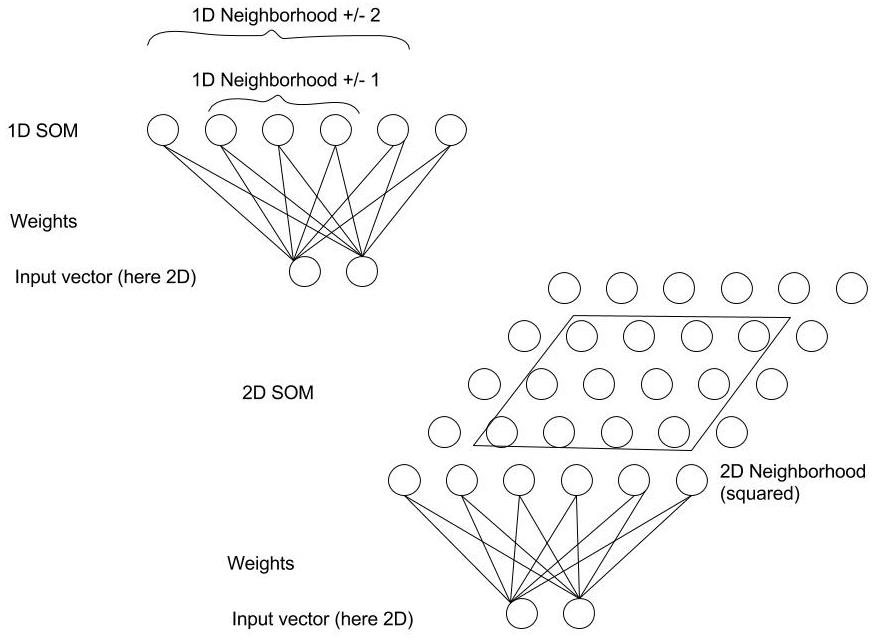 1D Neighborhood +/- 2
1D Neighborhood +/- 1
1D SOM
Weights
Input vector (here 2D)
2D SOM
2D Neighborhood
(squared)
Weights
Input vector (here 2D)